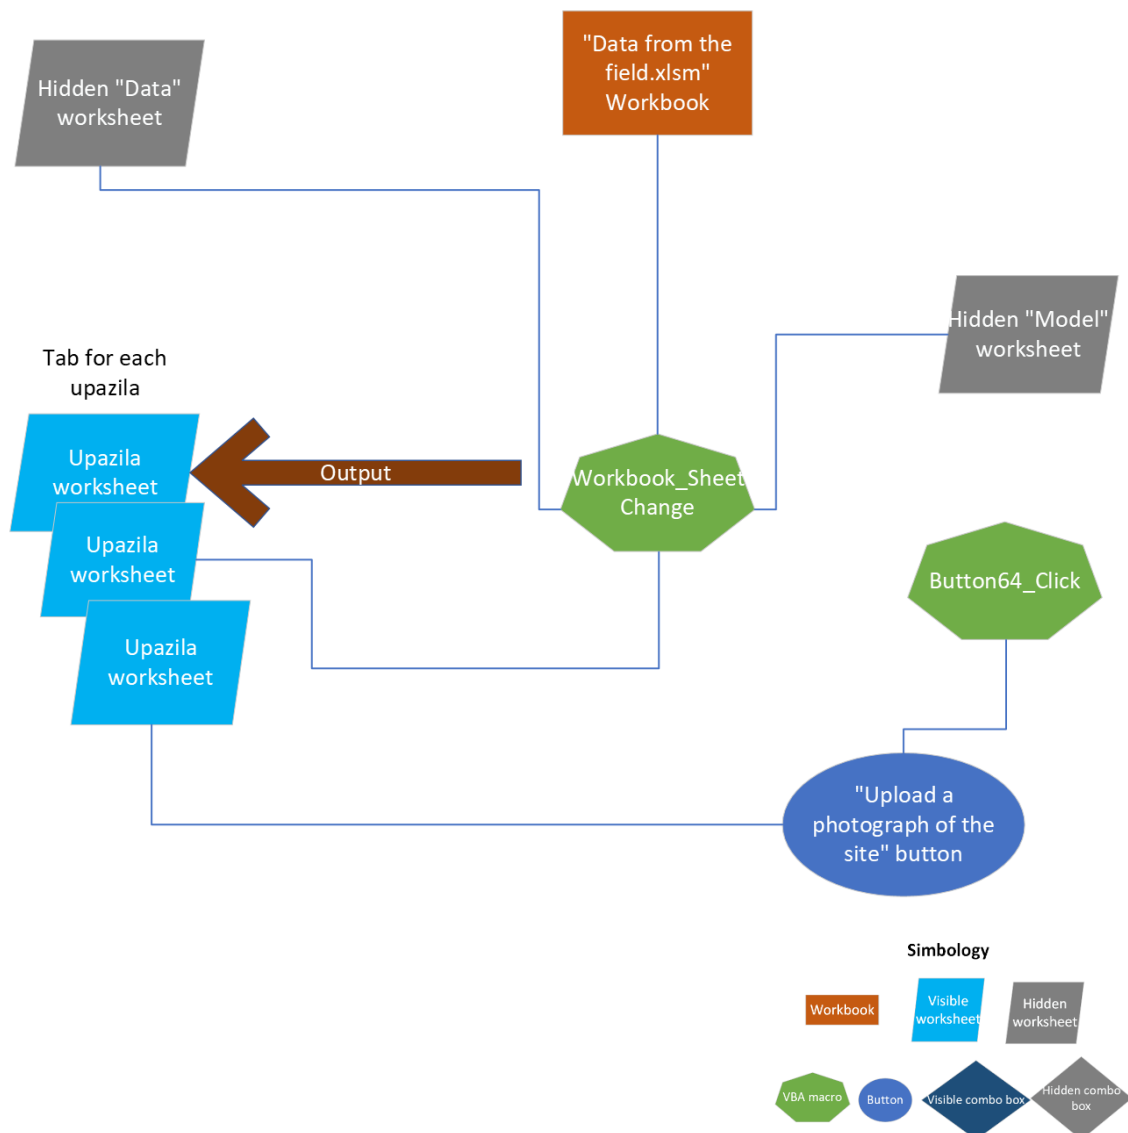 "Data from the
field.xlsm"
Workbook
Hidden "Data"
worksheet
Hidden "Model"
worksheet
Tab for each
upazila
Upazila
worksheet
Output
Workbook_Sheet
Change
Upazila
worksheet
Button64_Click
Upazila
worksheet
"Upload a
photograph of the
site" button
Simbology
Workbook
Visible
worksheet
Hidden
worksheet
VBA macro
Button
Visible combo box
Hidden combo
box